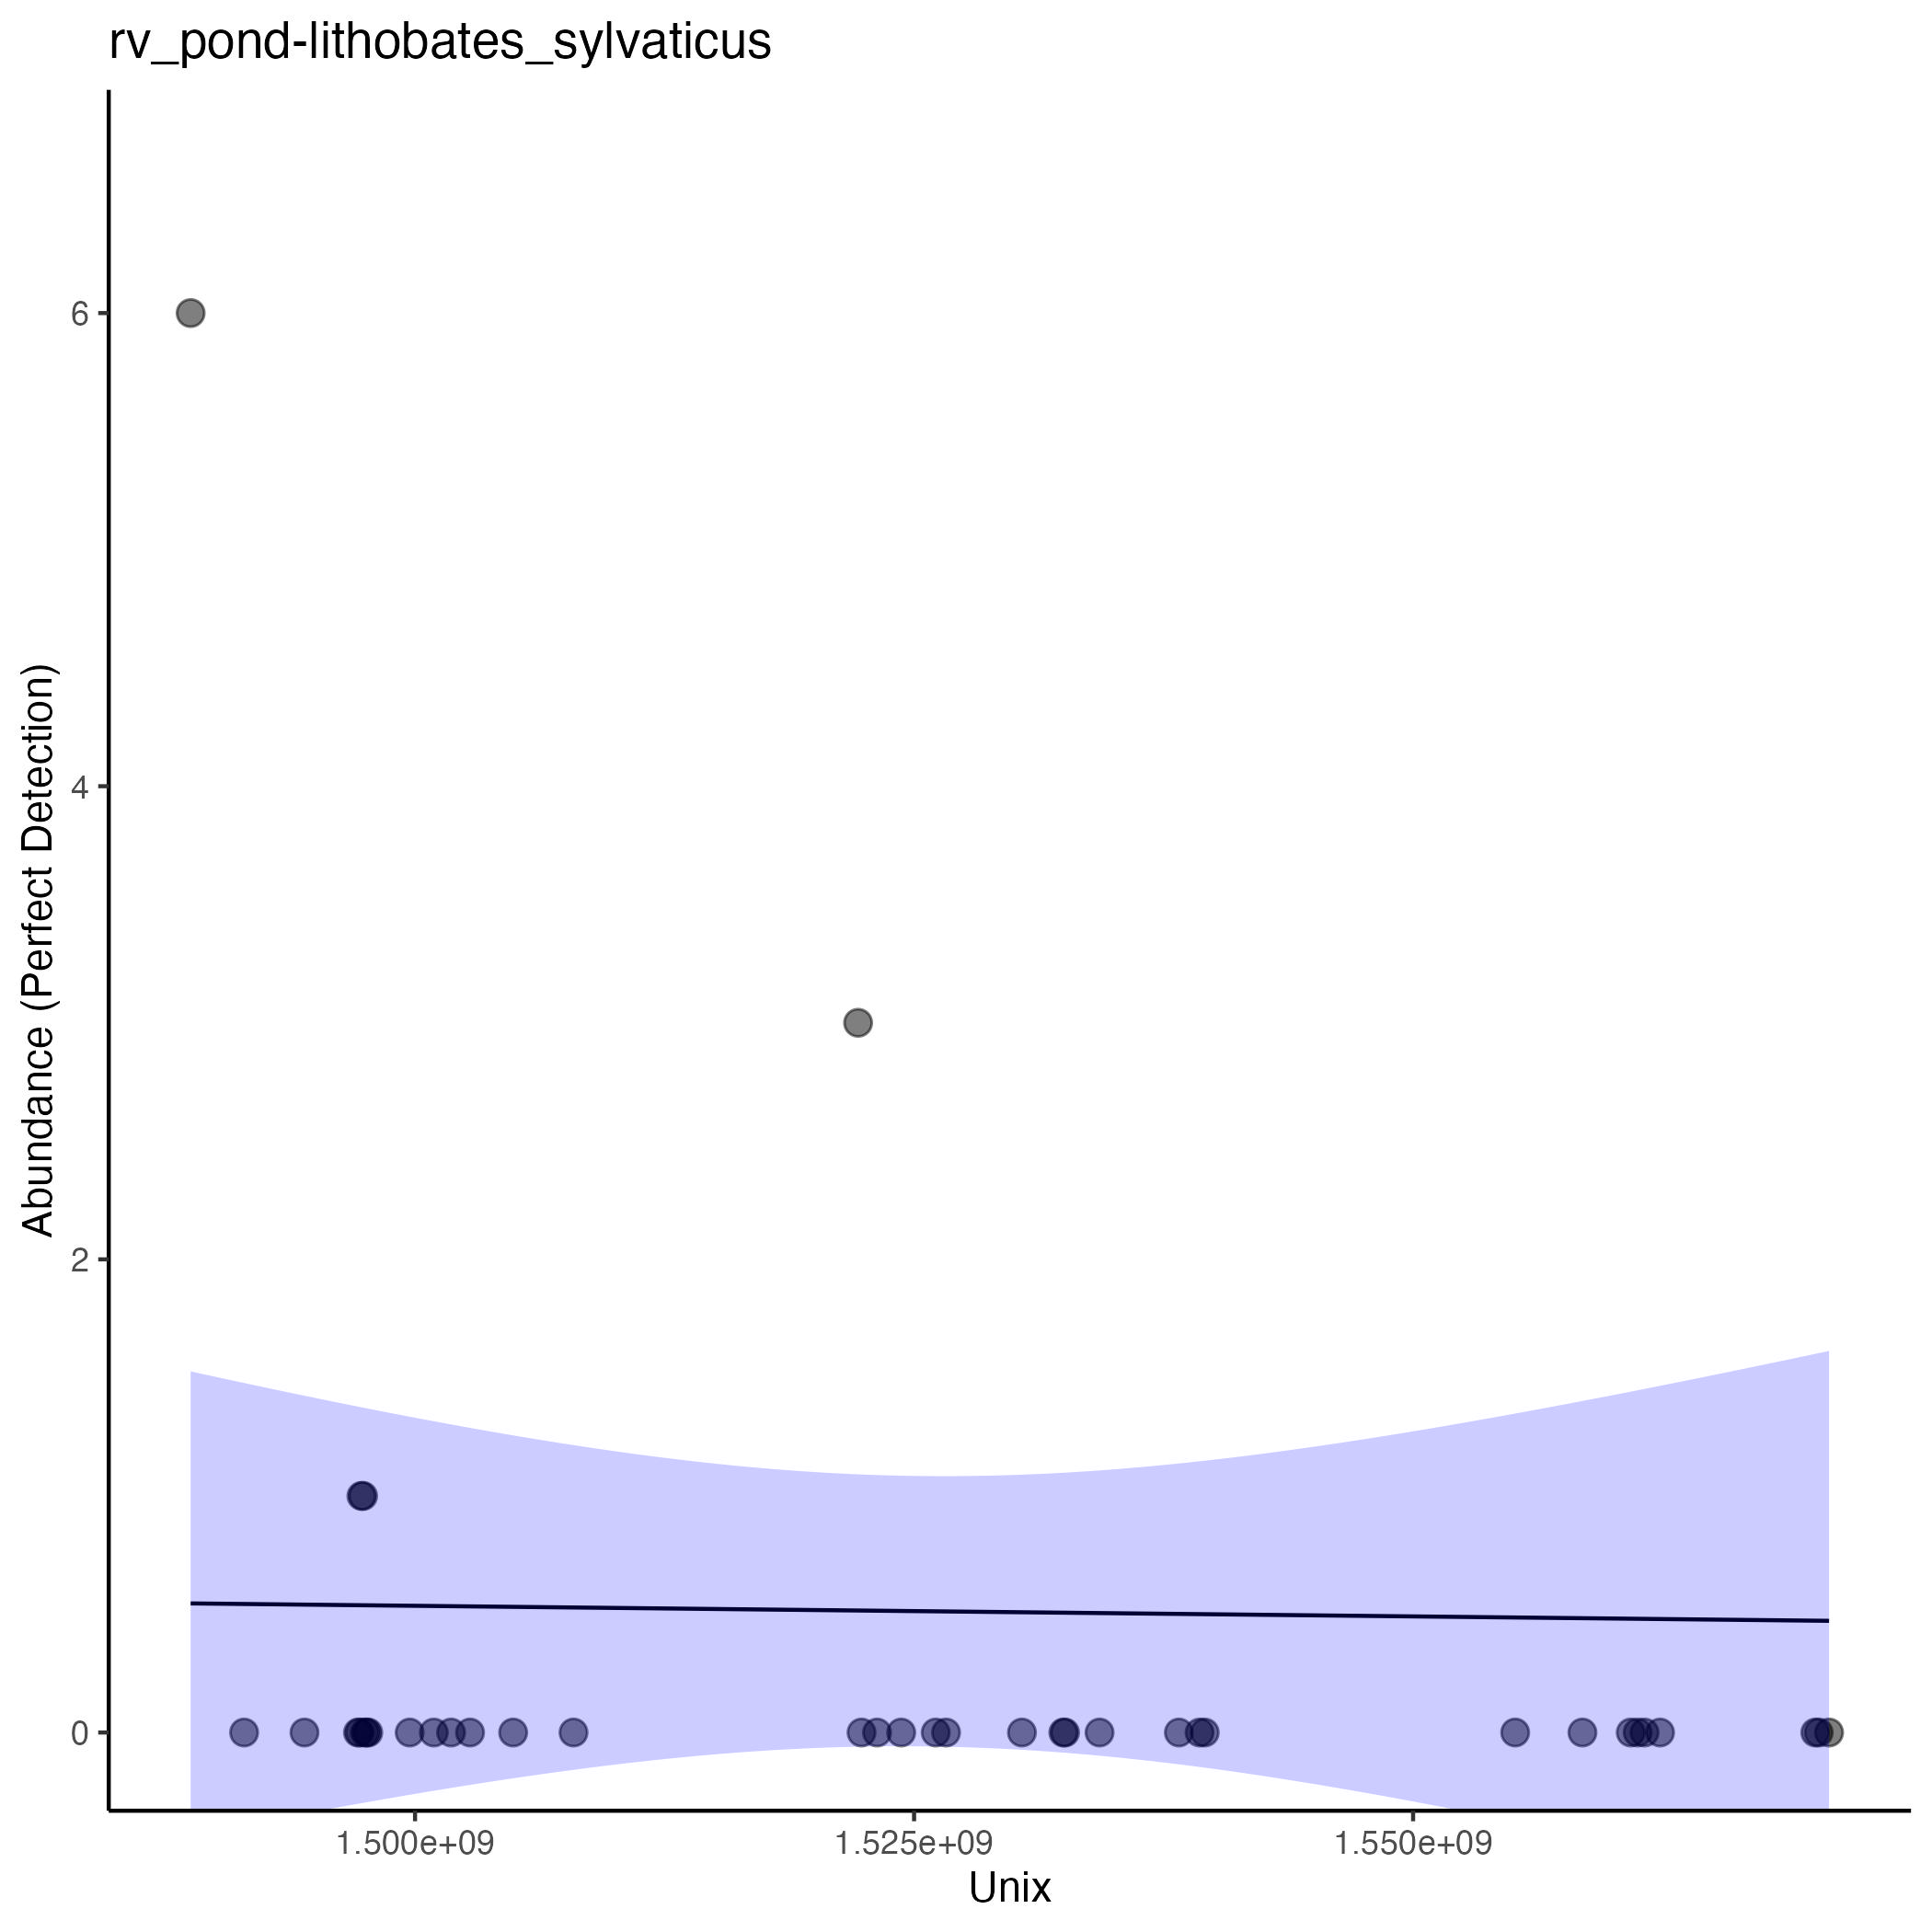 rv_pond-lithobates_sylvaticus
Abundance (Perfect Detection)
6
4
2
0
1.500e+09 1.525e+09 1.550e+09
Unix